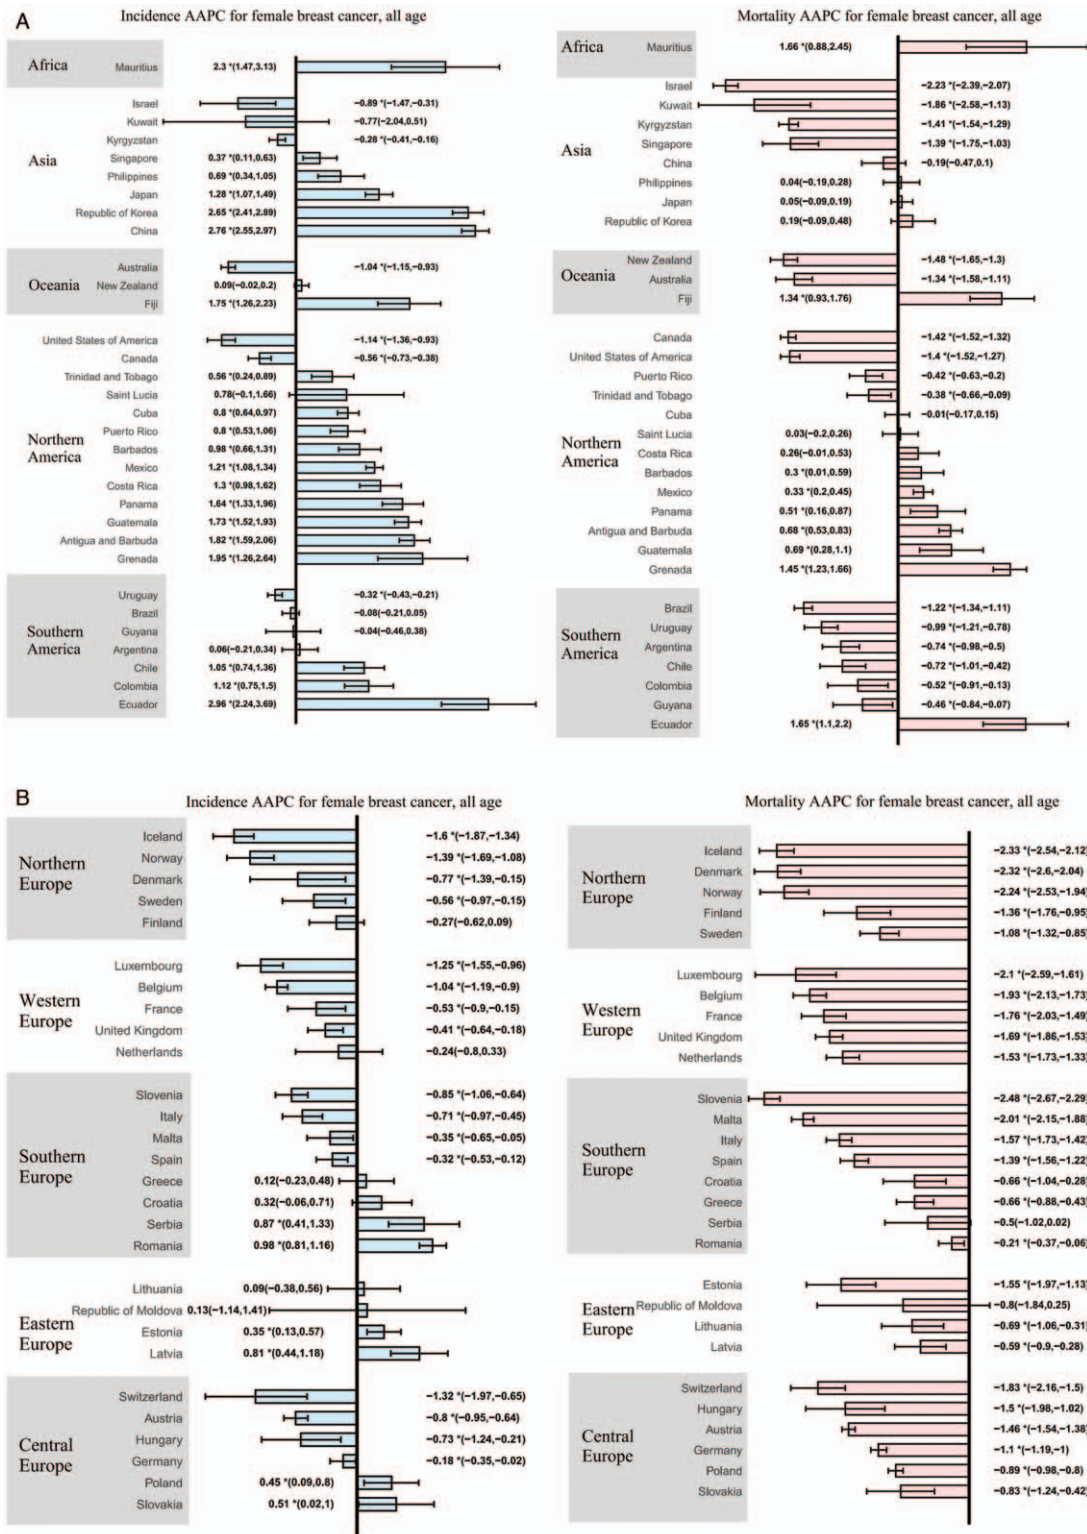 A
Incidence AAPC for female breast cancer, all age
Africa
Mauritius 2.3 *(1.47,3.13)
Asia
Israel −0.89 *(−1.47,−0.31)
Kuwait −0.77(−2.04,0.51)
Kyrgyzstan −0.28 *(−0.41,−0.16)
Singapore 0.37 *(0.11,0.63)
Philippines 0.69 *(0.34,1.05)
Japan 1.28 *(1.07,1.49)
Republic of Korea 2.65 *(2.41,2.89)
China 2.76 *(2.55,2.97)
Oceania
Australia −1.04 *(−1.15,−0.93)
New Zealand 0.09(−0.02,0.2)
Fiji 1.75 *(1.26,2.23)
Northern
America
United States of America −1.14 *(−1.36,−0.93)
Canada −0.56 *(−0.73,−0.38)
Trinidad and Tobago 0.56 *(0.24,0.89)
Saint Lucia 0.78(−0.1,1.66)
Cuba 0.8 *(0.64,0.97)
Puerto Rico 0.8 *(0.53,1.06)
Barbados 0.98 *(0.66,1.31)
Mexico 1.21 *(1.08,1.34)
Costa Rica 1.3 *(0.98,1.62)
Panama 1.64 *(1.33,1.96)
Guatemala 1.73 *(1.52,1.93)
Antigua and Barbuda 1.82 *(1.59,2.06)
Grenada 1.95 *(1.26,2.64)
Southern
America
Uruguay −0.32 *(−0.43,−0.21)
Brazil −0.08(−0.21,0.05)
Guyana −0.04(−0.46,0.38)
Argentina 0.06(−0.21,0.34)
Chile 1.05 *(0.74,1.36)
Colombia 1.12 *(0.75,1.5)
Ecuador 2.96 *(2.24,3.69)
Mortality AAPC for female breast cancer, all age
Africa
Mauritius 1.66 *(0.88,2.45)
Asia
Israel −2.23 *(−2.39,−2.07)
Kuwait −1.86 *(−2.58,−1.13)
Kyrgyzstan −1.41 *(−1.54,−1.29)
Singapore −1.39 *(−1.75,−1.03)
China −0.19(−0.47,0.1)
Philippines 0.04(−0.19,0.28)
Japan 0.05(−0.09,0.19)
Republic of Korea 0.19(−0.09,0.48)
Oceania
New Zealand −1.48 *(−1.65,−1.3)
Australia −1.34 *(−1.58,−1.11)
Fiji 1.34 *(0.93,1.76)
Northern
America
Canada −1.42 *(−1.52,−1.32)
United States of America −1.4 *(−1.52,−1.27)
Puerto Rico −0.42 *(−0.63,−0.2)
Trinidad and Tobago −0.38 *(−0.66,−0.09)
Cuba −0.01(−0.17,0.15)
Saint Lucia 0.03(−0.2,0.26)
Costa Rica 0.26(−0.01,0.53)
Barbados 0.3 *(0.01,0.59)
Mexico 0.33 *(0.2,0.45)
Panama 0.51 *(0.16,0.87)
Antigua and Barbuda 0.68 *(0.53,0.83)
Guatemala 0.69 *(0.28,1.1)
Grenada 1.45 *(1.23,1.66)
Southern
America
Brazil −1.22 *(−1.34,−1.11)
Uruguay −0.99 *(−1.21,−0.78)
Argentina −0.74 *(−0.98,−0.5)
Chile −0.72 *(−1.01,−0.42)
Colombia −0.52 *(−0.91,−0.13)
Guyana −0.46 *(−0.84,−0.07)
Ecuador 1.65 *(1.1,2.2)
B
Incidence AAPC for female breast cancer, all age
Northern
Europe
Iceland −1.6 *(−1.87,−1.34)
Norway −1.39 *(−1.69,−1.08)
Denmark −0.77 *(−1.39,−0.15)
Sweden −0.56 *(−0.97,−0.15)
Finland −0.27(−0.62,0.09)
Western
Europe
Luxembourg −1.25 *(−1.55,−0.96)
Belgium −1.04 *(−1.19,−0.9)
France −0.53 *(−0.9,−0.15)
United Kingdom −0.41 *(−0.64,−0.18)
Netherlands −0.24(−0.8,0.33)
Southern
Europe
Slovenia −0.85 *(−1.06,−0.64)
Italy −0.71 *(−0.97,−0.45)
Malta −0.35 *(−0.65,−0.05)
Spain −0.32 *(−0.53,−0.12)
Greece 0.12(−0.23,0.48)
Croatia 0.32(−0.06,0.71)
Serbia 0.87 *(0.41,1.33)
Romania 0.98 *(0.81,1.16)
Eastern
Europe
Lithuania 0.09(−0.38,0.56)
Republic of Moldova 0.13(−1.14,1.41)
Estonia 0.35 *(0.13,0.57)
Latvia 0.81 *(0.44,1.18)
Central
Europe
Switzerland −1.32 *(−1.97,−0.65)
Austria −0.8 *(−0.95,−0.64)
Hungary −0.73 *(−1.24,−0.21)
Germany −0.18 *(−0.35,−0.02)
Poland 0.45 *(0.09,0.8)
Slovakia 0.51 *(0.02,1)
Mortality AAPC for female breast cancer, all age
Northern
Europe
Iceland −2.33 *(−2.54,−2.12)
Denmark −2.32 *(−2.6,−2.04)
Norway −2.24 *(−2.53,−1.94)
Finland −1.36 *(−1.76,−0.95)
Sweden −1.08 *(−1.32,−0.85)
Western
Europe
Luxembourg −2.1 *(−2.59,−1.61)
Belgium −1.93 *(−2.13,−1.73)
France −1.76 *(−2.03,−1.49)
United Kingdom −1.69 *(−1.86,−1.53)
Netherlands −1.53 *(−1.73,−1.33)
Southern
Europe
Slovenia −2.48 *(−2.67,−2.29)
Malta −2.01 *(−2.15,−1.88)
Italy −1.57 *(−1.73,−1.42)
Spain −1.39 *(−1.56,−1.22)
Croatia −0.66 *(−1.04,−0.28)
Greece −0.66 *(−0.88,−0.43)
Serbia −0.5(−1.02,0.02)
Romania −0.21 *(−0.37,−0.06)
Eastern
Europe
Estonia −1.55 *(−1.97,−1.13)
Republic of Moldova −0.8(−1.84,0.25)
Lithuania −0.69 *(−1.06,−0.31)
Latvia −0.59 *(−0.9,−0.28)
Central
Europe
Switzerland −1.83 *(−2.16,−1.5)
Hungary −1.5 *(−1.98,−1.02)
Austria −1.46 *(−1.54,−1.38)
Germany −1.1 *(−1.19,−1)
Poland −0.89 *(−0.98,−0.8)
Slovakia −0.83 *(−1.24,−0.42)